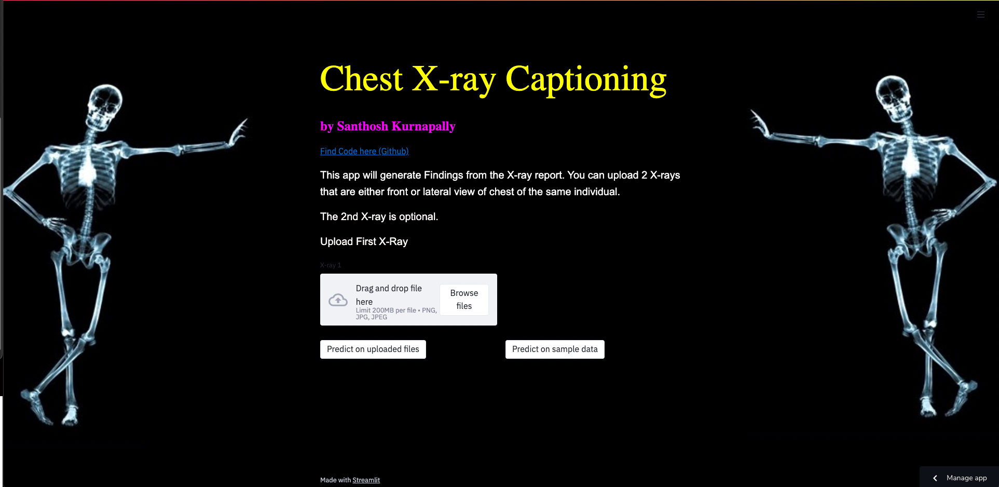 Chest X-ray Captioning
by Santhosh Kurnapally
Find Code here (Github)
This app will generate Findings from the X-ray report. You can upload 2 X-rays
that are either front or lateral view of chest of the same individual.
The 2nd X-ray is optional.
Upload First X-Ray
X-ray 1
Drag and drop file
here
Limit 200MB per file • PNG,
JPG, JPEG
Browse
files
Predict on uploaded files
Predict on sample data
Made with Streamlit
Manage app